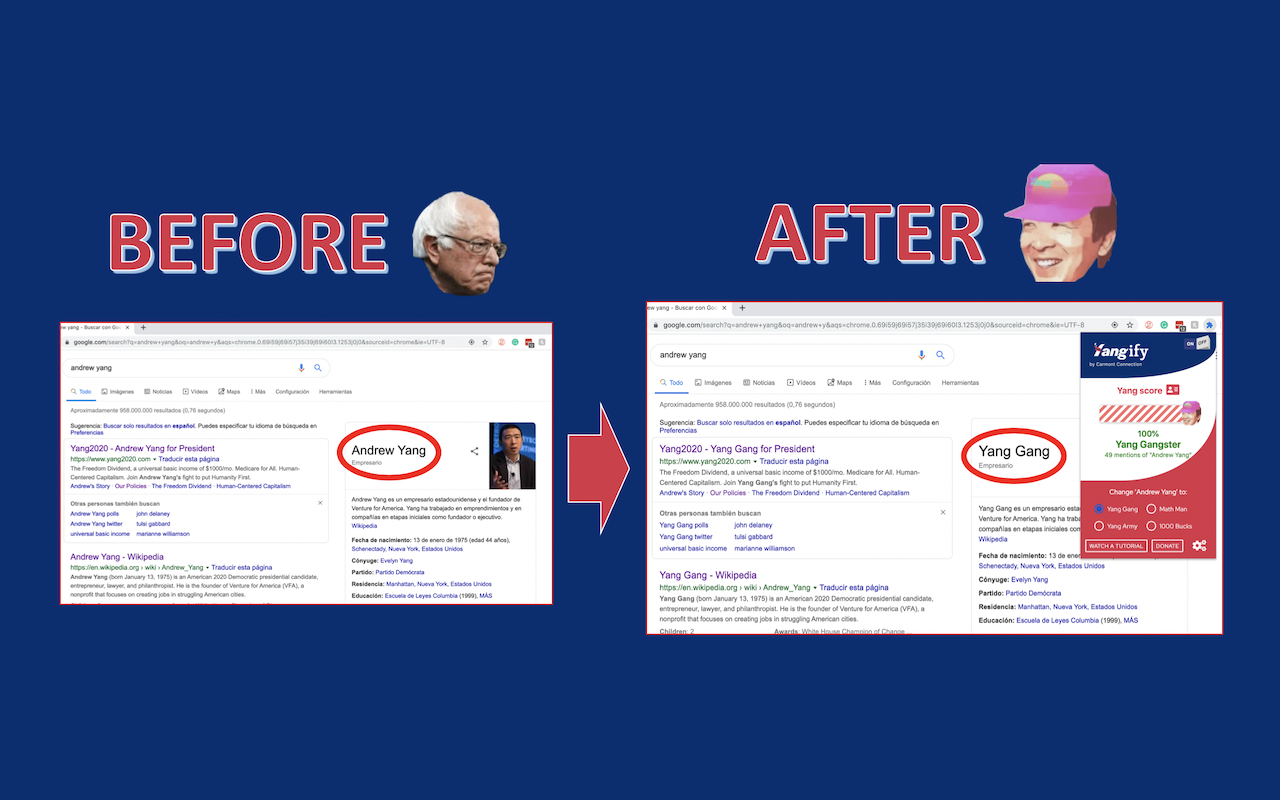 BEFORE
AFTER
ew yang - Buscar con Goo
google.com/search?q=andrew+yang&oq=andrew+y&aqs=chrome.0.69i59j69i57j35i39j69i60l3.1253j0j0&sourceid=chrome&ie=UTF-8
andrew yang
Todo Imágenes Noticias Vídeos Maps Más Configuración Herramientas
Aproximadamente 958.000.000 resultados (0,76 segundos)
Sugerencia: Buscar solo resultados en español. Puedes especificar tu idioma de búsqueda en
Preferencias
Yang2020 - Andrew Yang for President
https://www.yang2020.com Traducir esta página
The Freedom Dividend, a universal basic income of $1000/mo. Medicare for All. Human-
Centered Capitalism. Join Andrew Yang's fight to put Humanity First.
Andrew's Story · Our Policies · The Freedom Dividend · Human-Centered Capitalism
Otras personas también buscan
Andrew Yang polls john delaney
Andrew Yang twitter tulsi gabbard
universal basic income marianne williamson
Andrew Yang - Wikipedia
https://en.wikipedia.org › wiki › Andrew_Yang Traducir esta página
Andrew Yang (born January 13, 1975) is an American 2020 Democratic presidential candidate,
entrepreneur, lawyer, and philanthropist. He is the founder of Venture for America (VFA), a
nonprofit that focuses on creating jobs in struggling American cities.
Andrew Yang
Empresario
Andrew Yang es un empresario estadounidense y el fundador de
Venture for America. Yang ha trabajado en emprendimientos y en
compañías en etapas iniciales como fundador o ejecutivo.
Wikipedia
Fecha de nacimiento: 13 de enero de 1975 (edad 44 años),
Schenectady, Nueva York, Estados Unidos
Cónyuge: Evelyn Yang
Partido: Partido Demócrata
Residencia: Manhattan, Nueva York, Estados Unidos
Educación: Escuela de Leyes Columbia (1999), MÁS
ew yang - Buscar con Goo
google.com/search?q=andrew+yang&oq=andrew+y&aqs=chrome.0.69i59j69i57j35i39j69i60l3.1253j0j0&sourceid=chrome&ie=UTF-8
andrew yang
Todo Imágenes Noticias Vídeos Maps Más Configuración Herramientas
Aproximadamente 958.000.000 resultados (0,76 segundos)
Sugerencia: Buscar solo resultados en español. Puedes especificar tu idioma de búsqueda en
Preferencias
Yang2020 - Yang Gang for President
https://www.yang2020.com Traducir esta página
The Freedom Dividend, a universal basic income of $1000/mo. Medicare for All. Human-
Centered Capitalism. Join Yang Gang's fight to put Humanity First.
Andrew's Story · Our Policies · The Freedom Dividend · Human-Centered Capitalism
Otras personas también buscan
Yang Gang polls john delaney
Yang Gang twitter tulsi gabbard
universal basic income marianne williamson
Yang Gang - Wikipedia
https://en.wikipedia.org › wiki › Andrew_Yang Traducir esta página
Yang Gang (born January 13, 1975) is an American 2020 Democratic presidential candidate,
entrepreneur, lawyer, and philanthropist. He is the founder of Venture for America (VFA), a
nonprofit that focuses on creating jobs in struggling American cities.
Children: 2 Awards: White House Champion of Change ...
Yang Gang
Empresario
Yang Gang es un empresario esta
Venture for America. Yang ha trab
compañías en etapas iniciales com
Wikipedia
Fecha de nacimiento: 13 de ener
Schenectady, Nueva York, Estados Unidos
Cónyuge: Evelyn Yang
Partido: Partido Demócrata
Residencia: Manhattan, Nueva York, Estados Unidos
Educación: Escuela de Leyes Columbia (1999), MÁS
Yangify
by Carmont Connection
ON OFF
Yang score
100%
Yang Gangster
49 mentions of "Andrew Yang"
Change 'Andrew Yang' to:
Yang Gang Math Man
Yang Army 1000 Bucks
WATCH A TUTORIAL DONATE